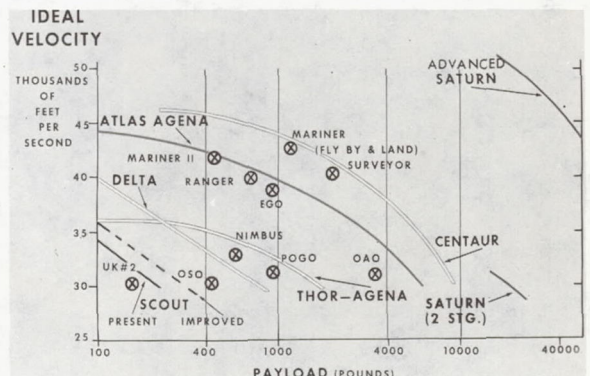 IDEAL
VELOCITY
THOUSANDS
OF
FEET
PER
SECOND
50
45
40
35
30
25
ADVANCED
SATURN
ATLAS AGENA
MARINER
(FLY BY & LAND)
MARINER II
SURVEYOR
RANGER
DELTA
EGO
NIMBUS
CENTAUR
UK#2
OSO
POGO
OAO
THOR-AGENA
SATURN
(2 STG.)
SCOUT
PRESENT
IMPROVED
100
400
1000
4000
10000
40000
PAYLOAD (POUNDS)